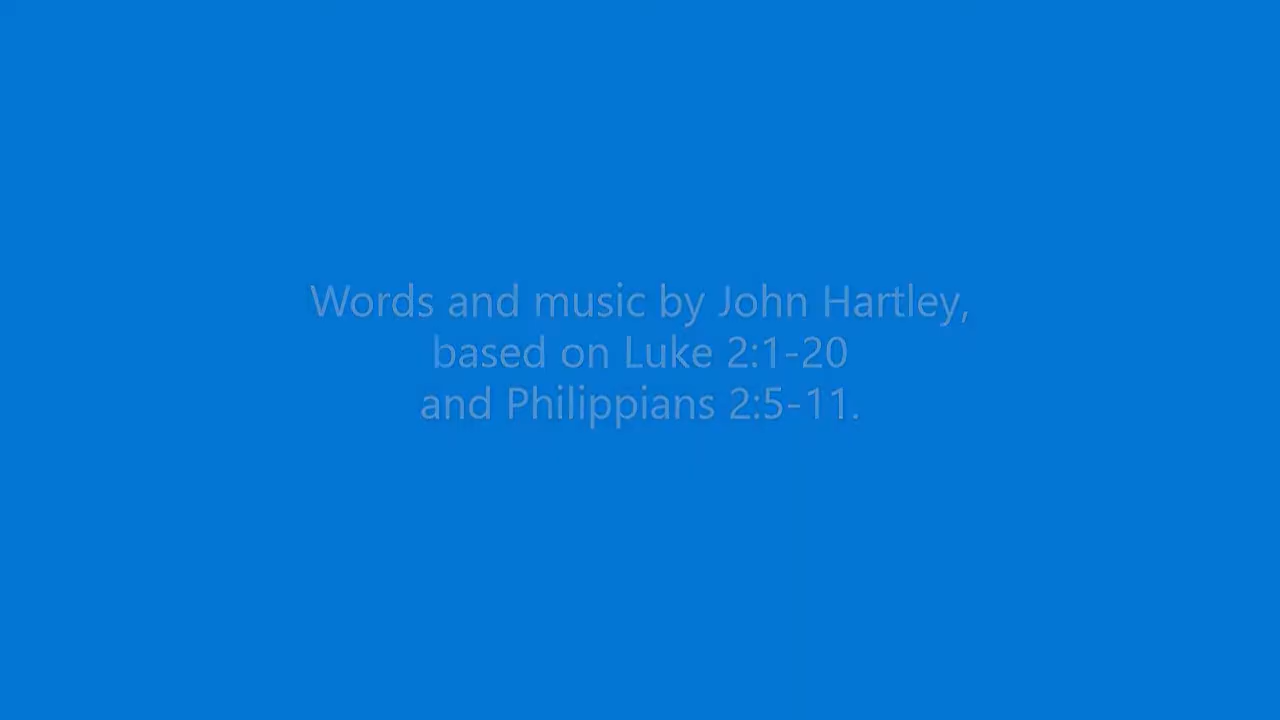 Words and music by John Hartley,
based on Luke 2:1-20
and Philippians 2:5-11.